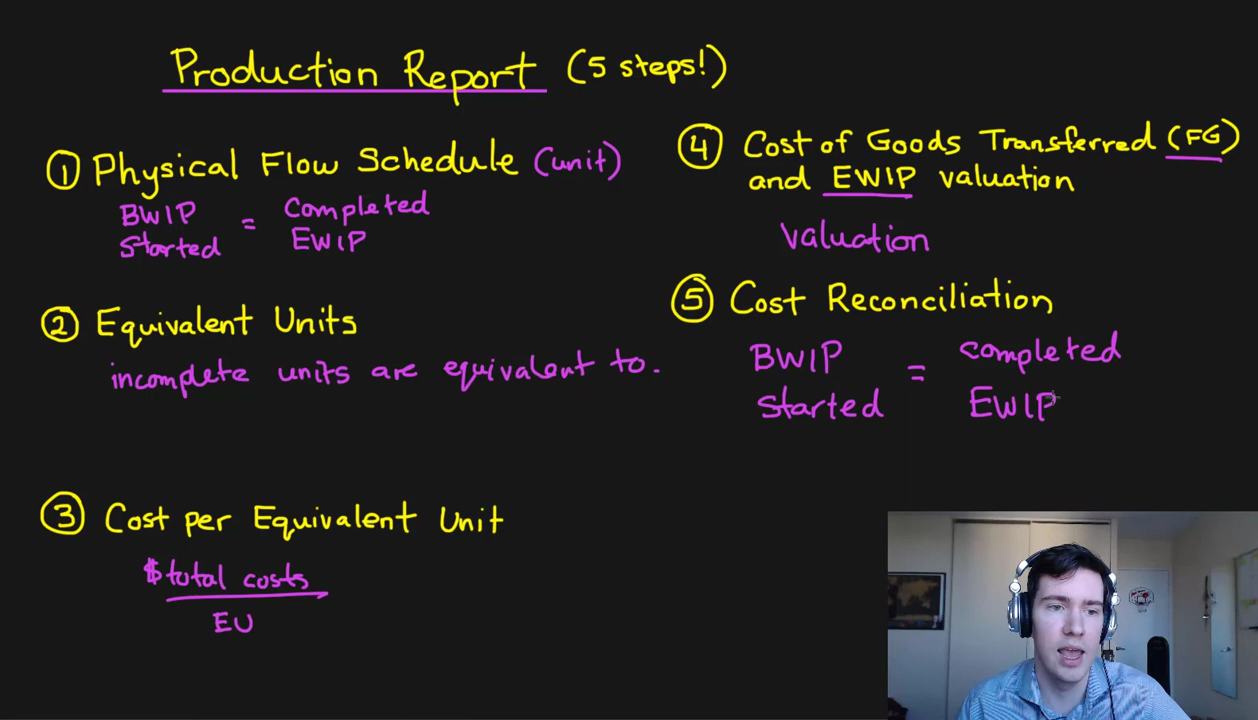 Production Report (5 steps!)
① Physical Flow Schedule (unit)
BWIP = Completed
Started EWIP
② Equivalent Units
incomplete units are equivalent to.
③ Cost per Equivalent Unit
$total costs
EU
④ Cost of Goods Transferred (FG)
and EWIP valuation
valuation
⑤ Cost Reconciliation
BWIP = completed
Started EWIP